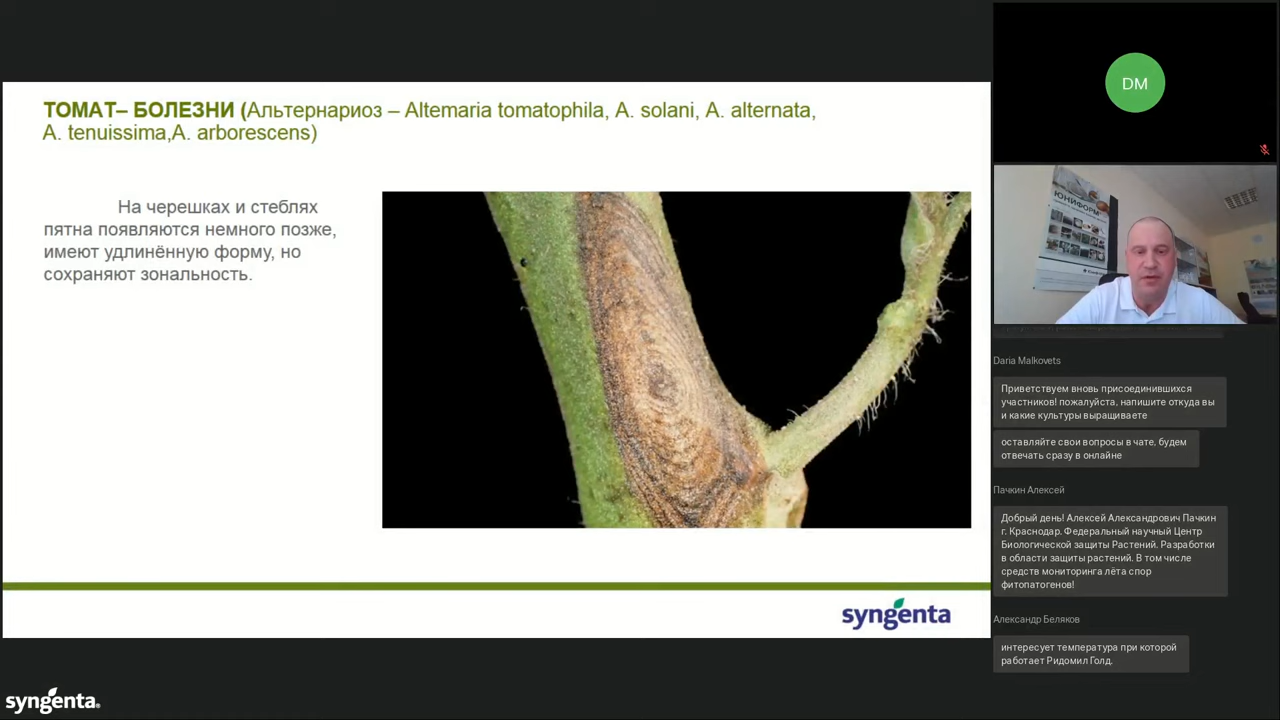 ТОМАТ– БОЛЕЗНИ (Альтернариоз – Altemaria tomatophila, A. solani, A. alternata,
A. tenuissima,A. arborescens)
На черешках и стеблях
пятна появляются немного позже,
имеют удлинённую форму, но
сохраняют зональность.
syngenta
syngenta.
DM
ЮНИФОРМ
Daria Malkovets
Приветствуем вновь присоединившихся
участников! пожалуйста, напишите откуда вы
и какие культуры выращиваете
оставляйте свои вопросы в чате, будем
отвечать сразу в онлайне
Пачкин Алексей
Добрый день! Алексей Александрович Пачкин
г. Краснодар. Федеральный научный Центр
Биологической защиты Растений. Разработки
в области защиты растений. В том числе
средств мониторинга лёта спор
фитопатогенов!
Александр Беляков
интересует температура при которой
работает Ридомил Голд.